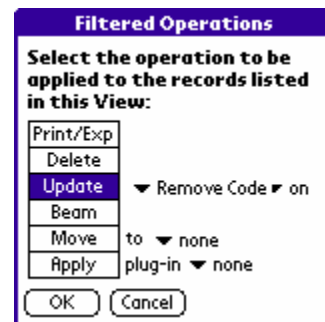 Filtered Operations
Select the operation to be
applied to the records listed
in this View:
Print/Exp
Delete
Update Remove Code on
Beam
Move to none
Apply plug-in none
OK Cancel